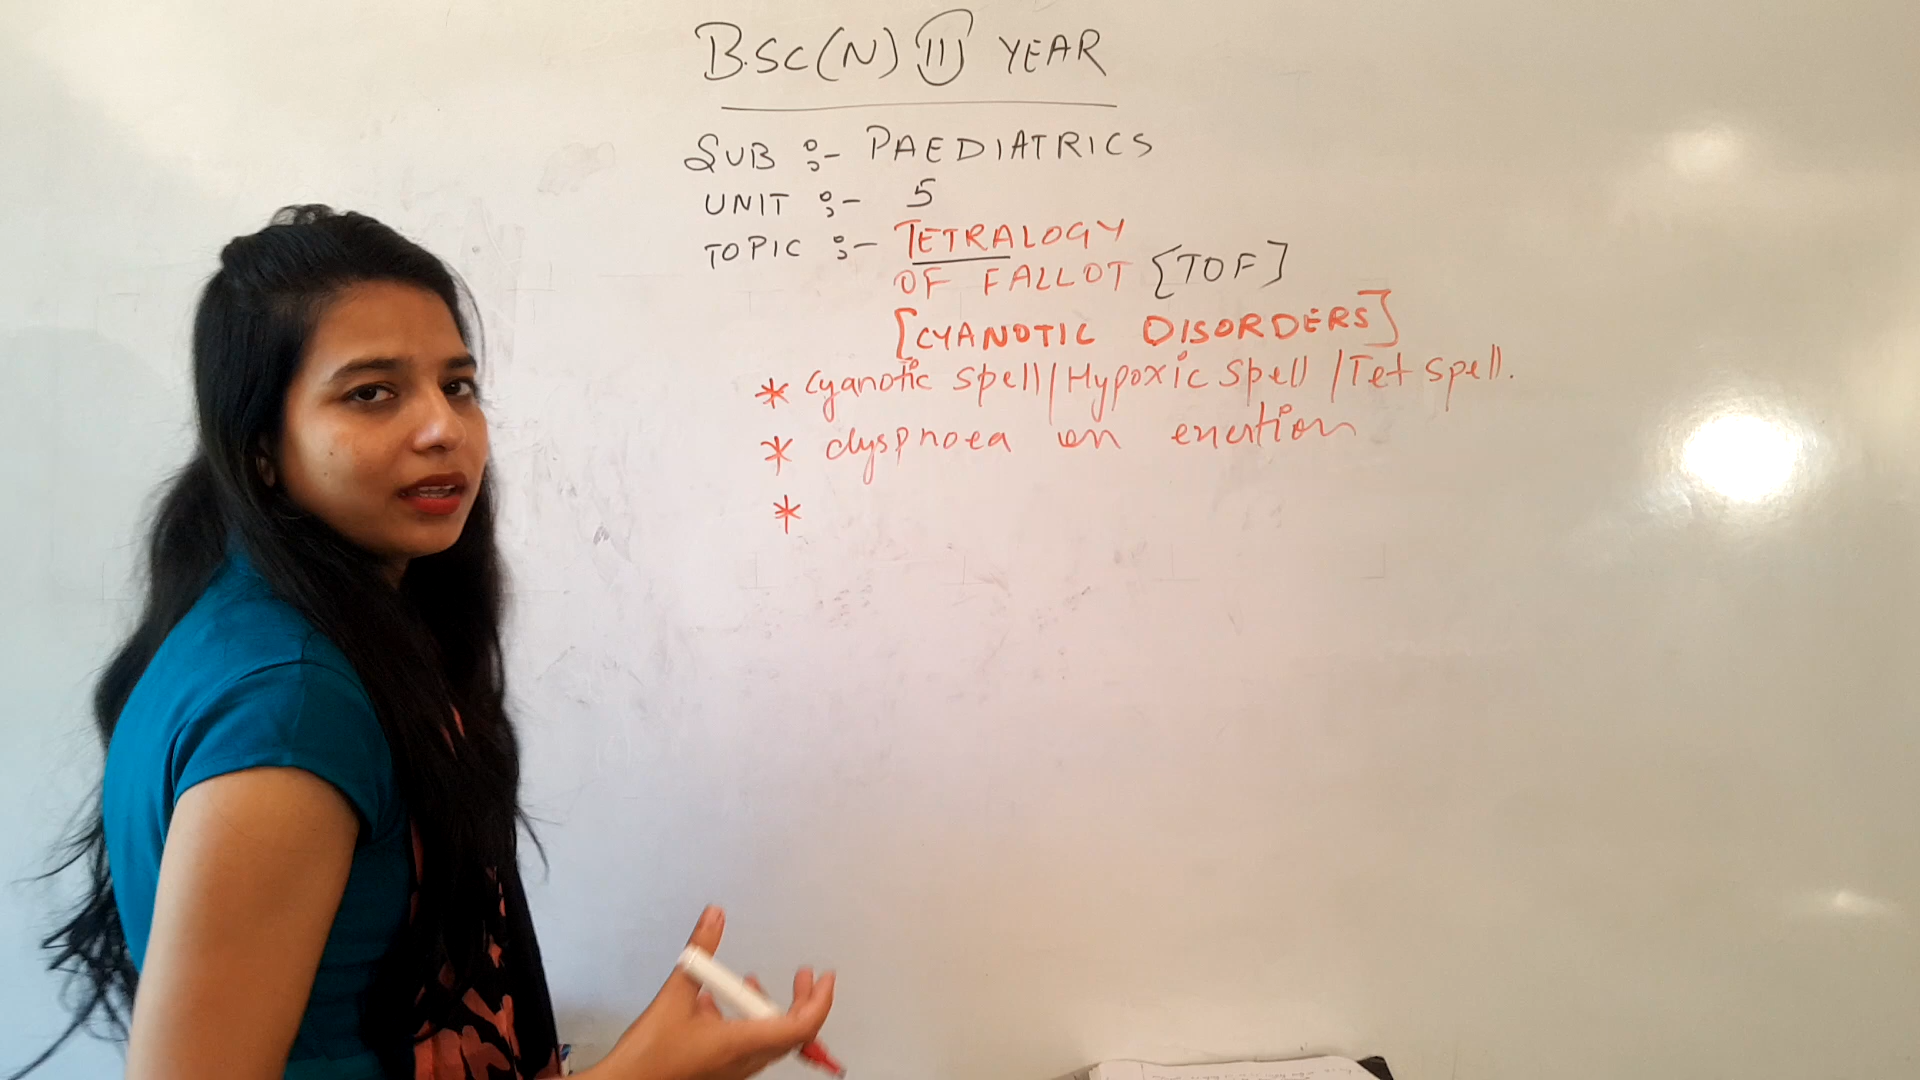 B.SC(N) III YEAR
SUB :- PAEDIATRICS
UNIT :- 5
TOPIC :- TETRALOGY
OF FALLOT [TOF]
[CYANOTIC DISORDERS]
* Cyanotic Spell/Hypoxic Spell/Tet Spell.
* dyspnoea on exertion
*